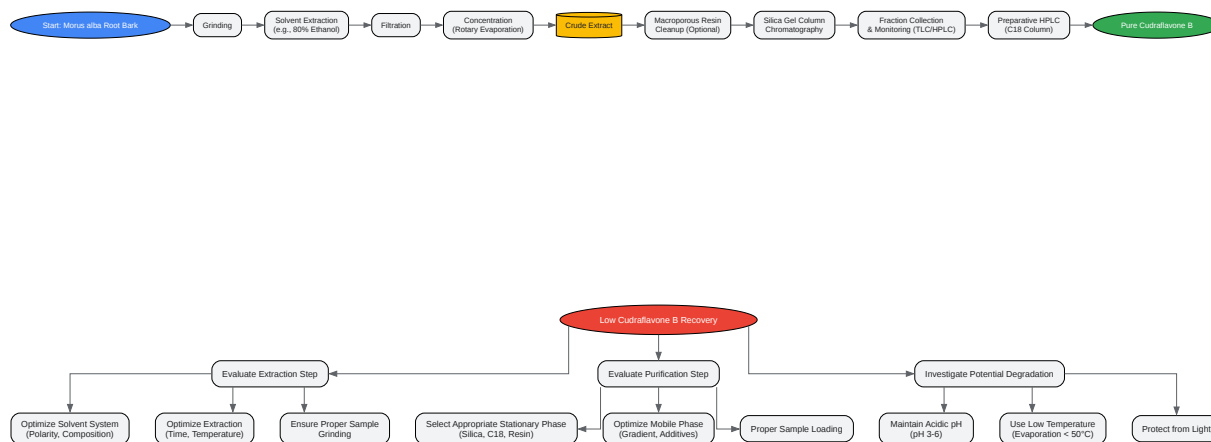 Start: Morus alba Root Bark
Grinding
Solvent Extraction
(e.g., 80% Ethanol)
Filtration
Concentration
(Rotary Evaporation)
Crude Extract
Macroporous Resin
Cleanup (Optional)
Silica Gel Column
Chromatography
Fraction Collection
& Monitoring (TLC/HPLC)
Preparative HPLC
(C18 Column)
Pure Cudraflavone B
Low Cudraflavone B Recovery
Evaluate Extraction Step
Evaluate Purification Step
Investigate Potential Degradation
Optimize Solvent System
(Polarity, Composition)
Optimize Extraction
(Time, Temperature)
Ensure Proper Sample
Grinding
Select Appropriate Stationary Phase
(Silica, C18, Resin)
Optimize Mobile Phase
(Gradient, Additives)
Proper Sample Loading
Maintain Acidic pH
(pH 3-6)
Use Low Temperature
(Evaporation < 50°C)
Protect from Light